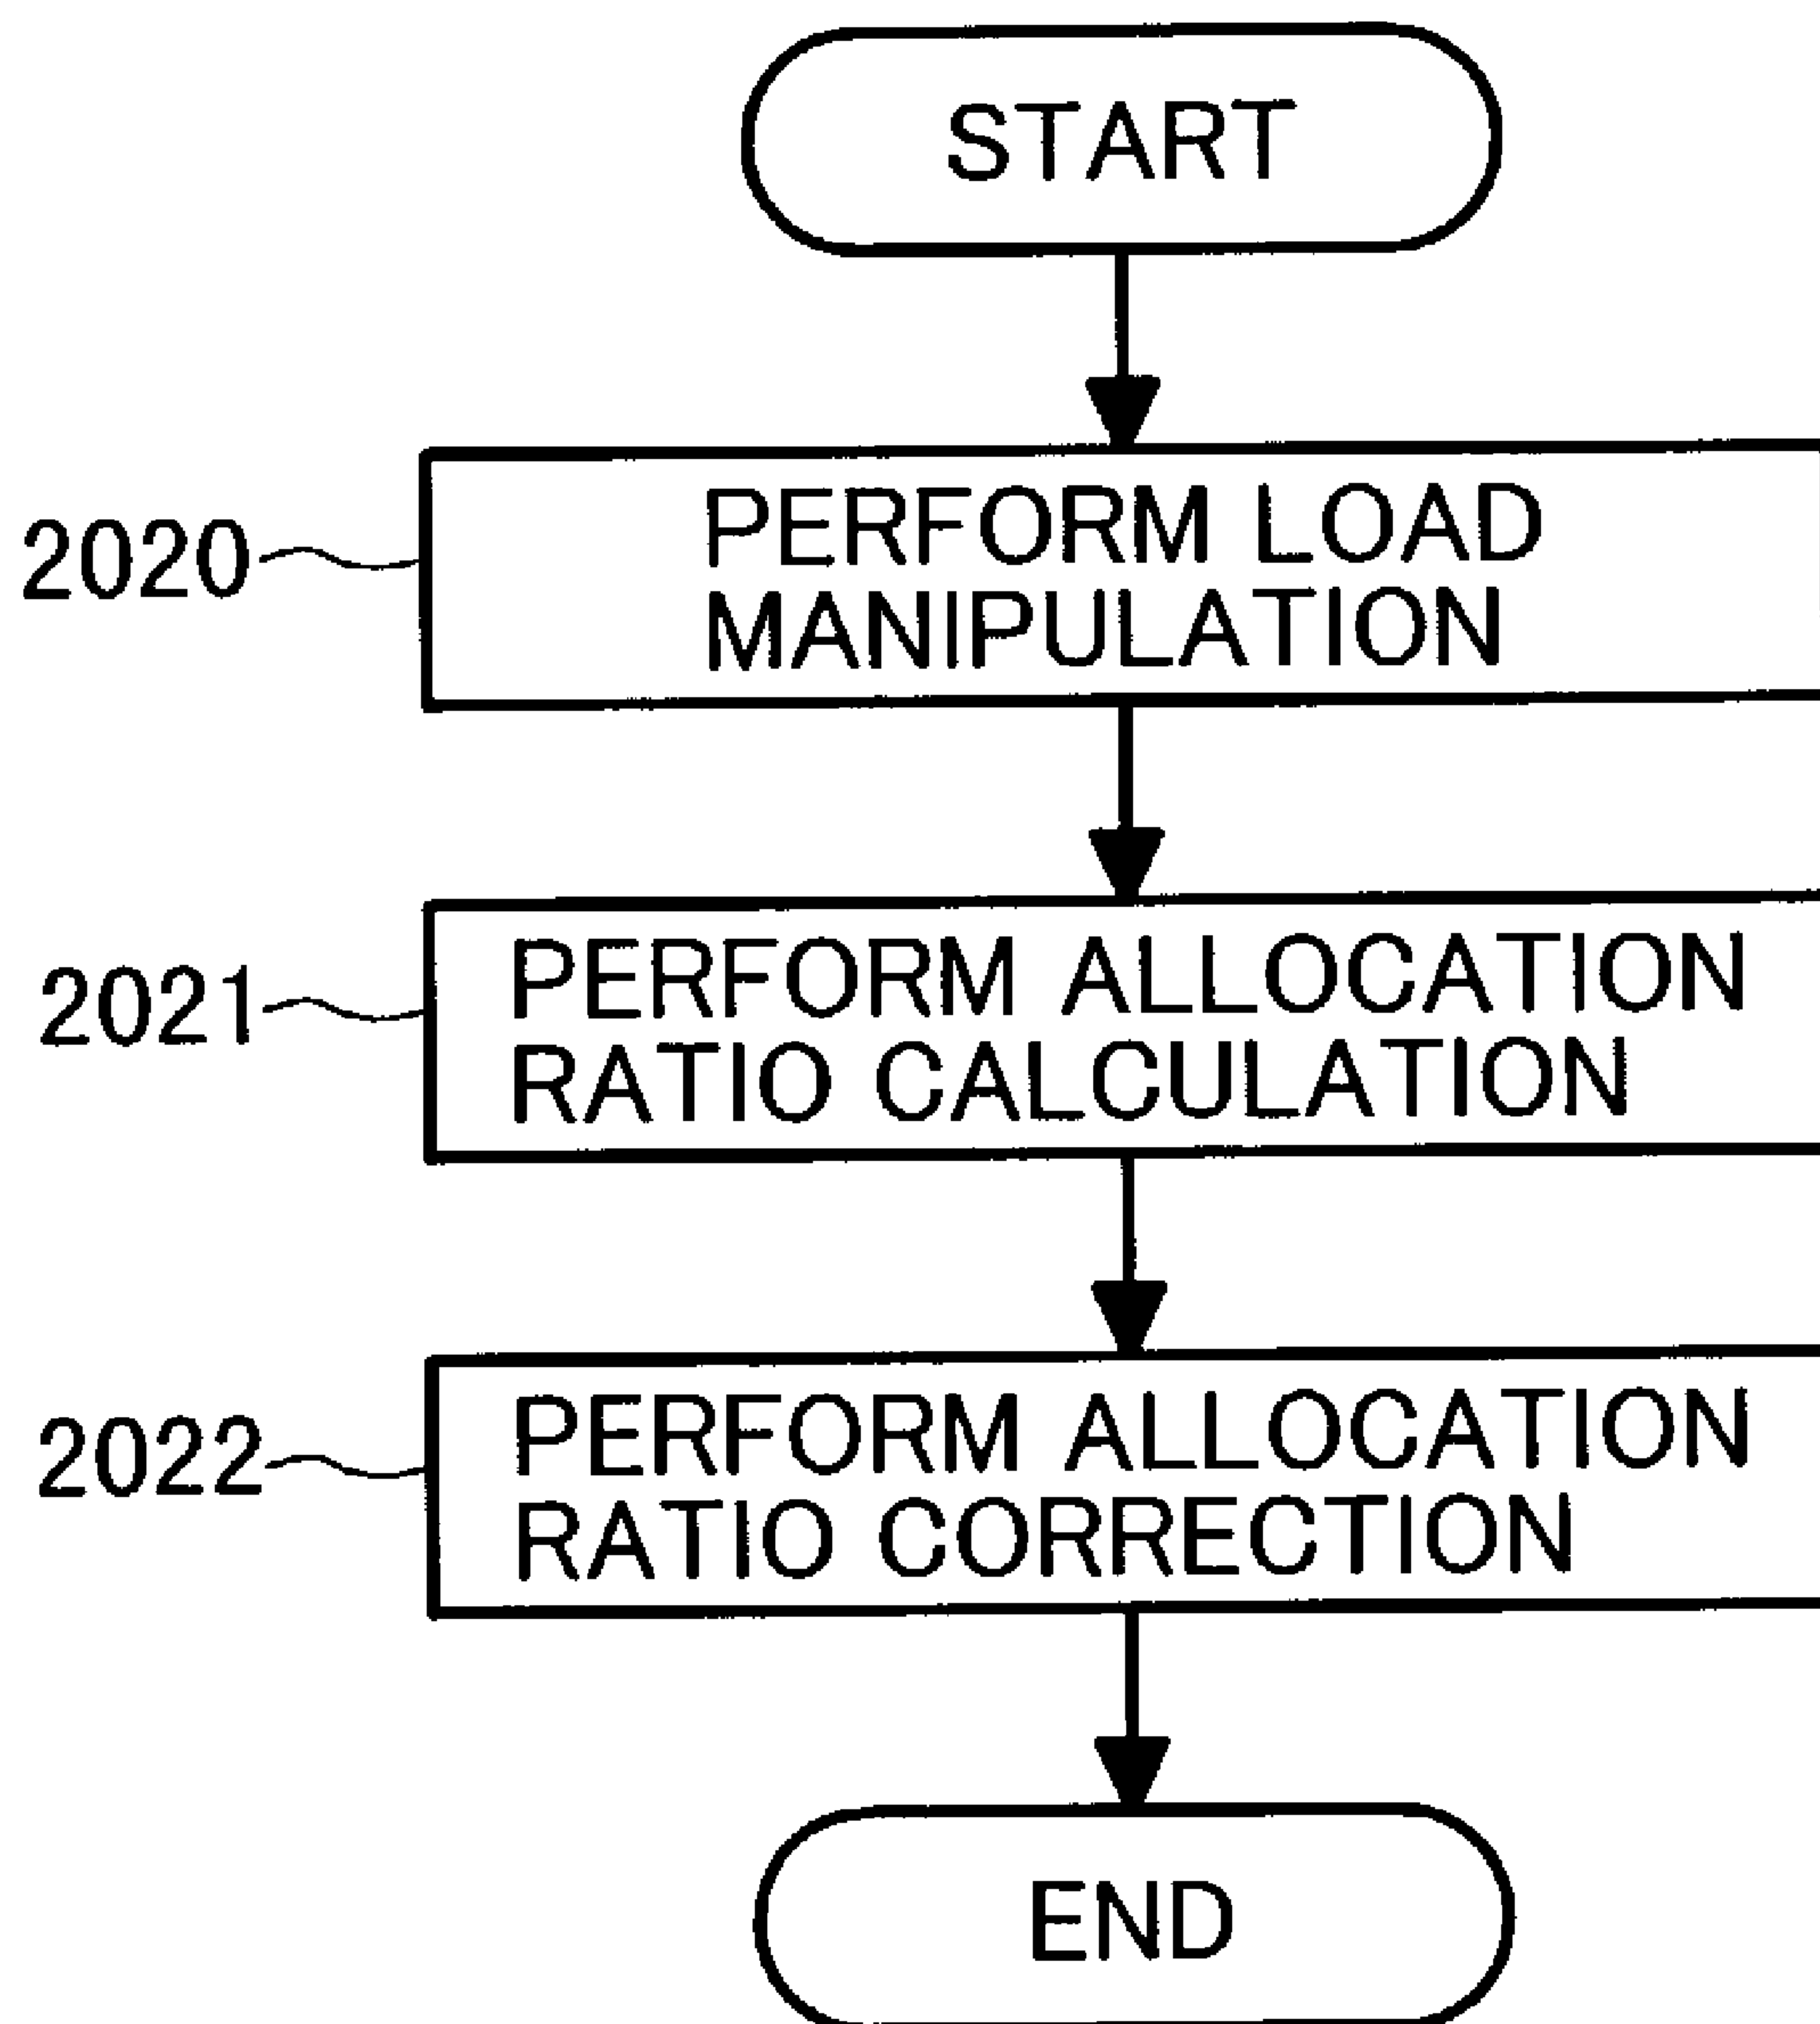 START
2020
PERFORM LOAD
MANIPULATION
2021
PERFORM ALLOCATION
RATIO CALCULATION
2022
PERFORM ALLOCATION
RATIO CORRECTION
END